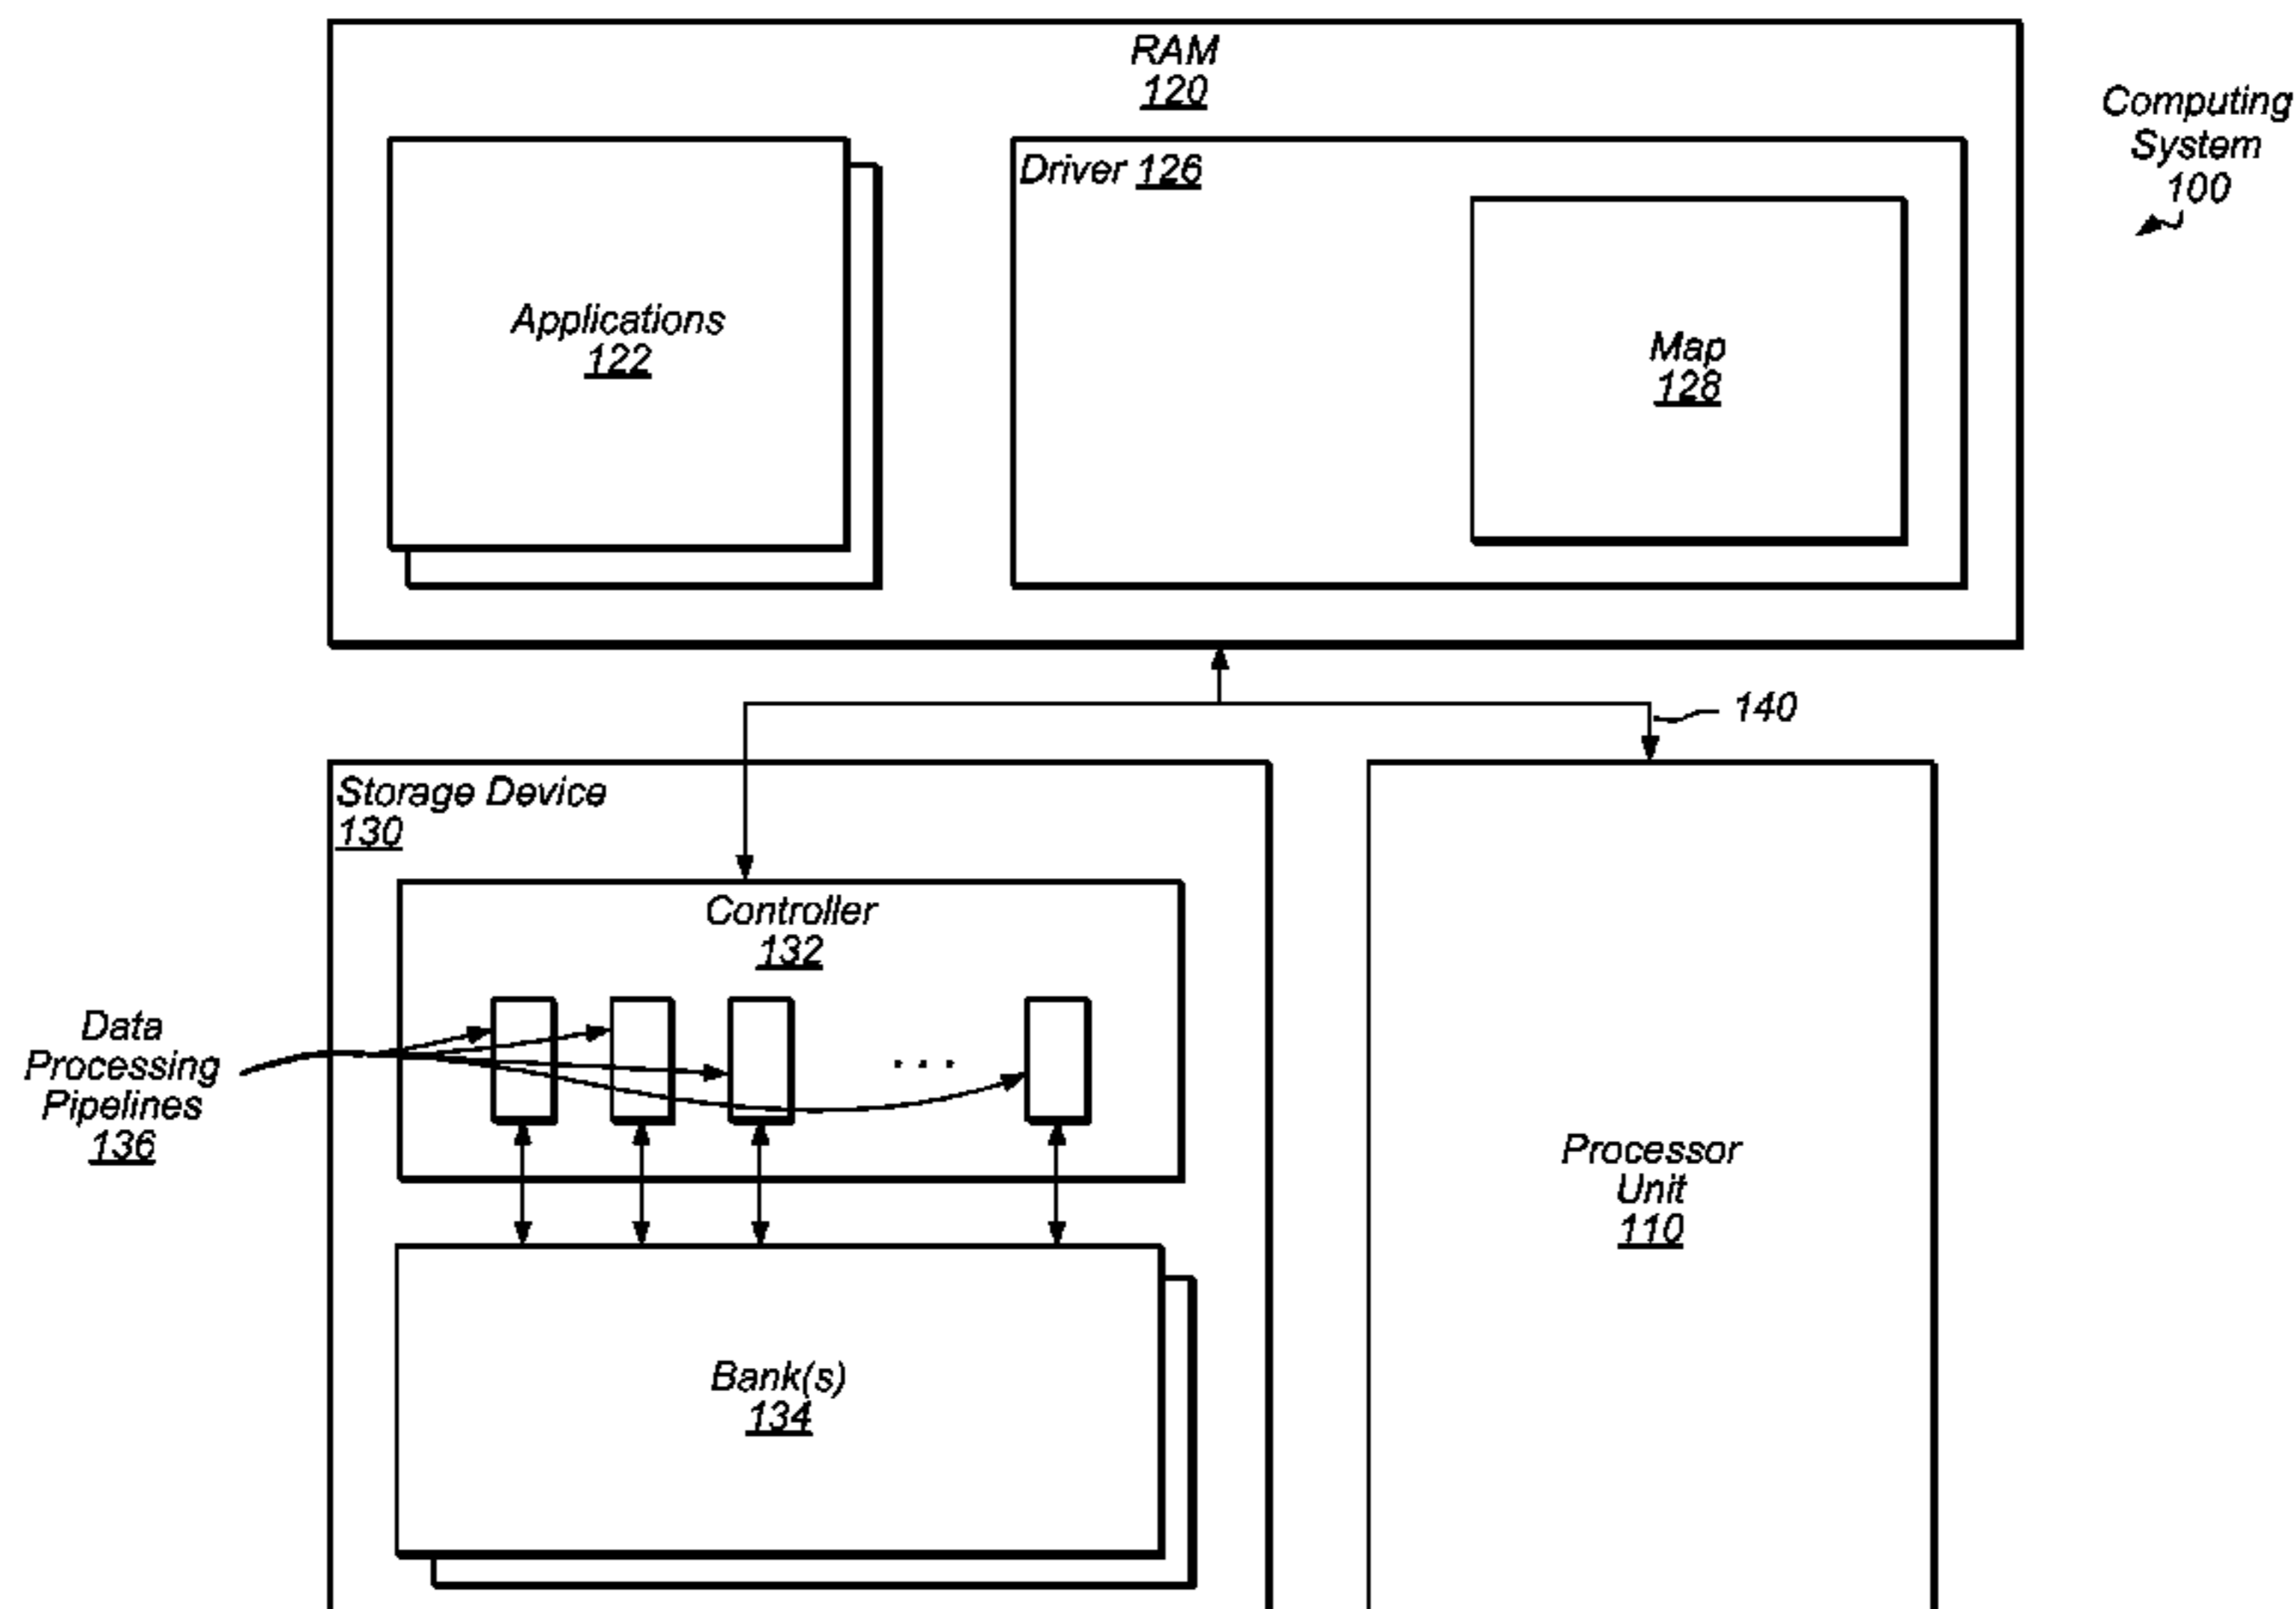 RAM
120
Computing
System
100
Driver 126
Applications
122
Map
128
140
Storage Device
130
Controller
132
. . .
Data
Processing
Pipelines
136
Processor
Unit
110
Bank(s)
134